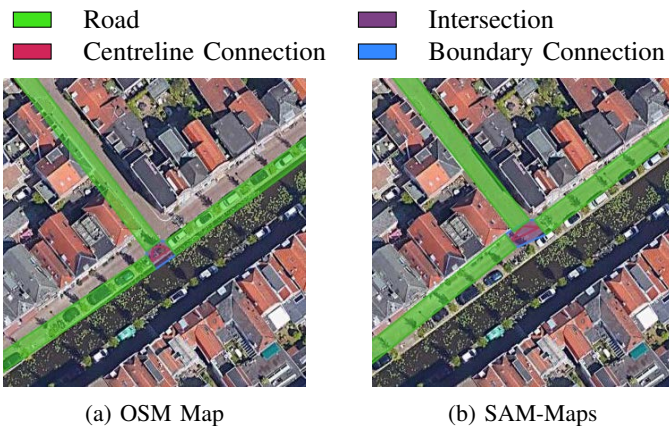 Road
Intersection
Centreline Connection
Boundary Connection
(a) OSM Map
(b) SAM-Maps